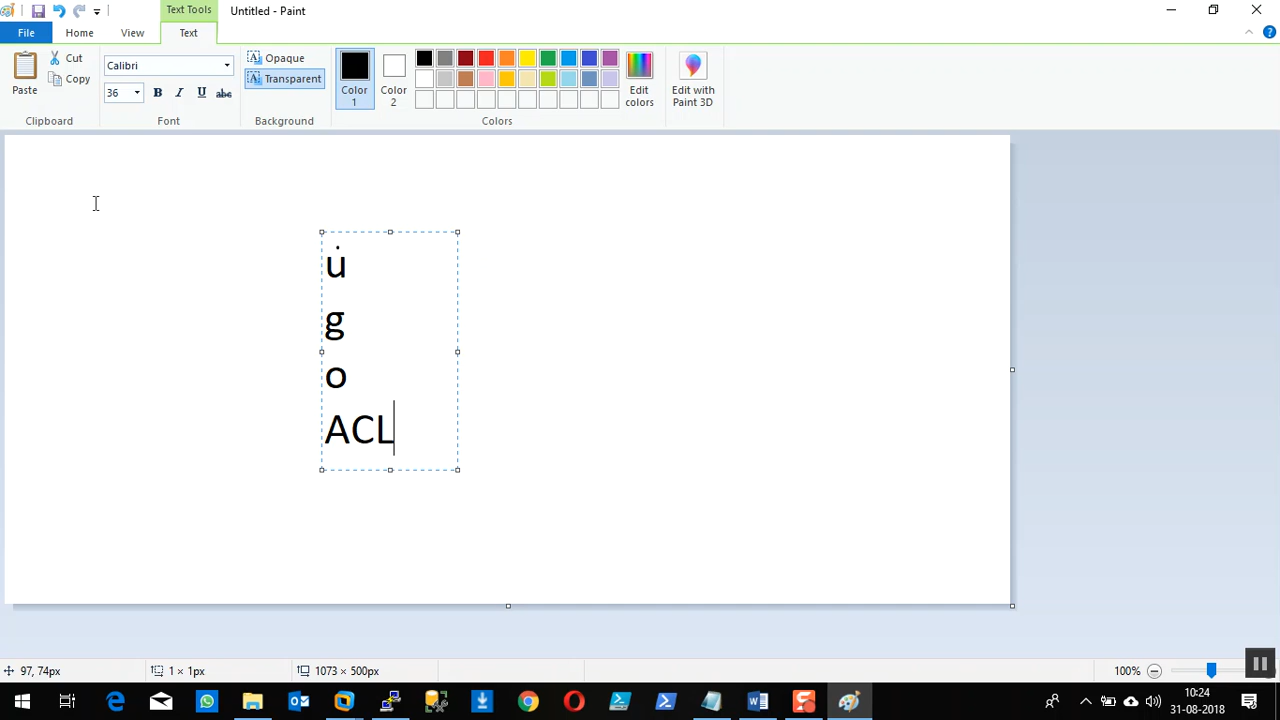 Text Tools
Untitled - Paint
File
Home
View
Text
Paste
Cut
Copy
Clipboard
Calibri
36
B
I
U
abc
Font
Opaque
Transparent
Background
Color 1
Color 2
Edit colors
Colors
Edit with Paint 3D
u
g
o
ACL
97, 74px
1 × 1px
1073 × 500px
100%
10:24
31-08-2018